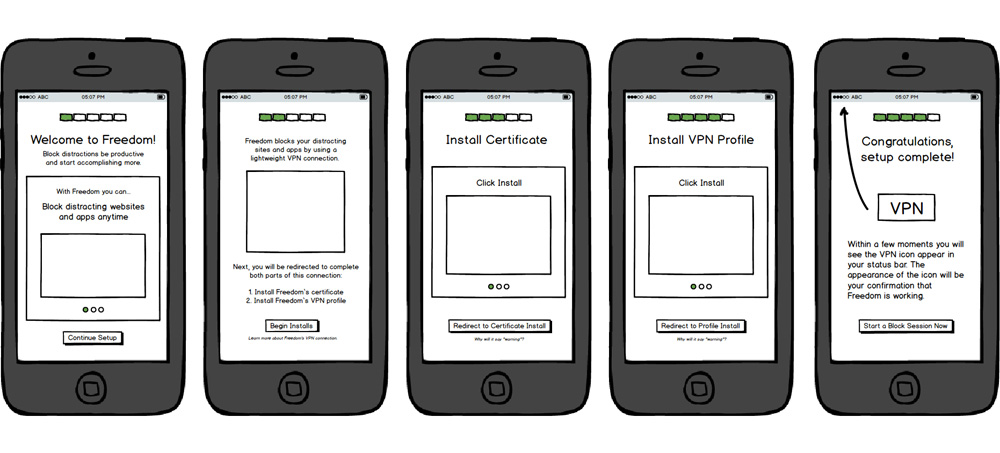 ABC 05:07 PM
Welcome to Freedom!
Block distractions be productive
and start accomplishing more.
With Freedom you can...
Block distracting websites
and apps anytime
Continue Setup
ABC 05:07 PM
Freedom blocks your distracting
sites and apps by using a
lightweight VPN connection.
Next, you will be redirected to complete
both parts of this connection:
1. Install Freedom's certificate
2. Install Freedom's VPN profile
Begin Installs
Learn more about Freedom's VPN connection
ABC 05:07 PM
Install Certificate
Click Install
Redirect to Certificate Install
Why will it say "warning"?
ABC 05:07 PM
Install VPN Profile
Click Install
Redirect to Profile Install
Why will it say "warning"?
ABC 05:07 PM
Congratulations,
setup complete!
VPN
Within a few moments you will
see the VPN icon appear in
your status bar. The
appearance of the icon will be
your confirmation that
Freedom is working.
Start a Block Session Now